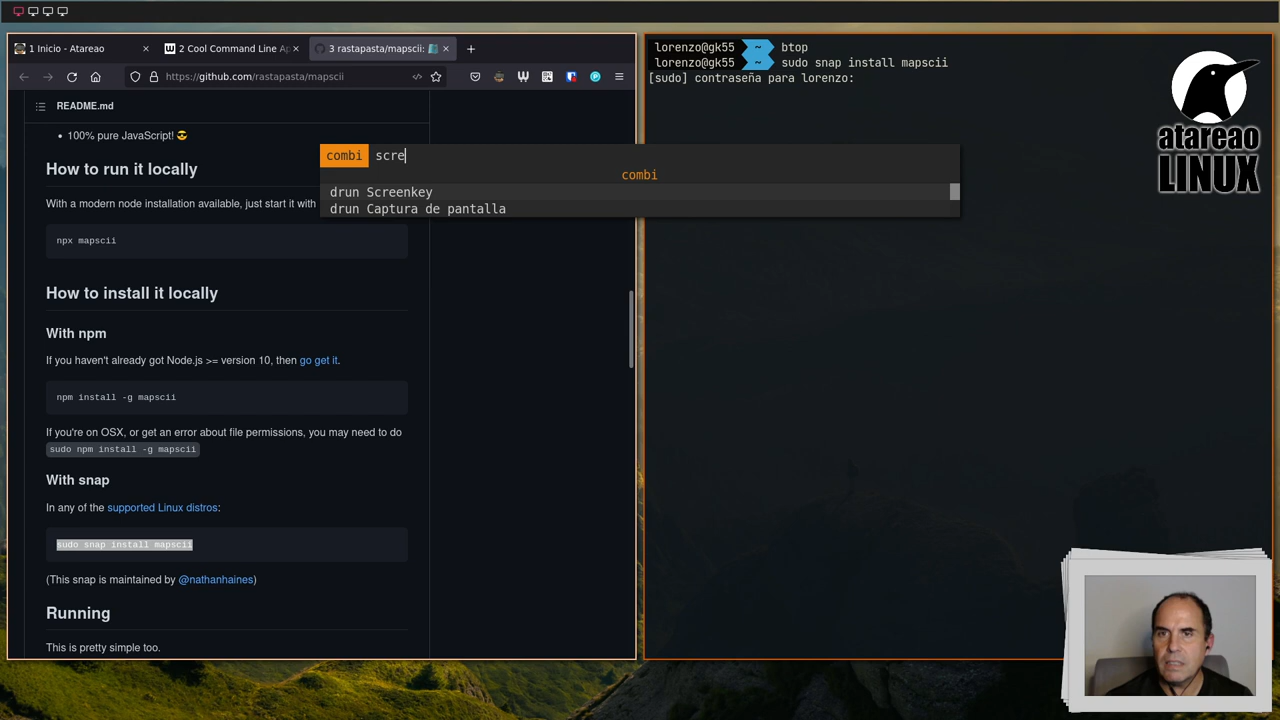 1 Inicio - Atareao
2 Cool Command Line Ap
3 rastapasta/mapscii:
https://github.com/rastapasta/mapscii
README.md
100% pure JavaScript! 😎
How to run it locally
With a modern node installation available, just start it with
npx mapscii
How to install it locally
With npm
If you haven't already got Node.js >= version 10, then go get it.
npm install -g mapscii
If you're on OSX, or get an error about file permissions, you may need to do
sudo npm install -g mapscii
With snap
In any of the supported Linux distros:
sudo snap install mapscii
(This snap is maintained by @nathanhaines)
Running
This is pretty simple too.
combi scre
combi
drun Screenkey
drun Captura de pantalla
lorenzo@gk55 ~ btop
lorenzo@gk55 ~ sudo snap install mapscii
[sudo] contraseña para lorenzo:
atareao
LINUX